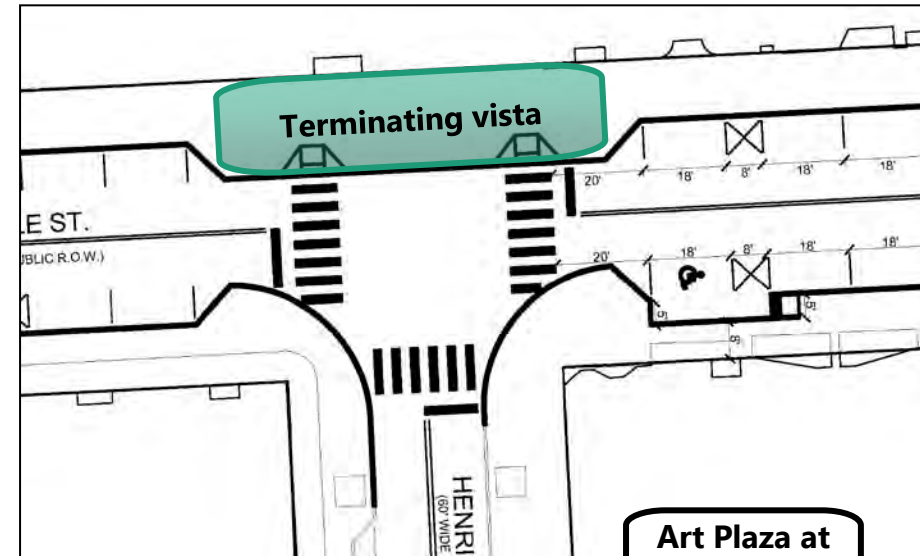 Terminating vista
20'
18'
8'
18'
18'
LE ST.
UBLIC R.O.W.)
20'
18'
8'
18'
18'
5'
5'
8'
HENRI
(60' WIDE
Art Plaza at